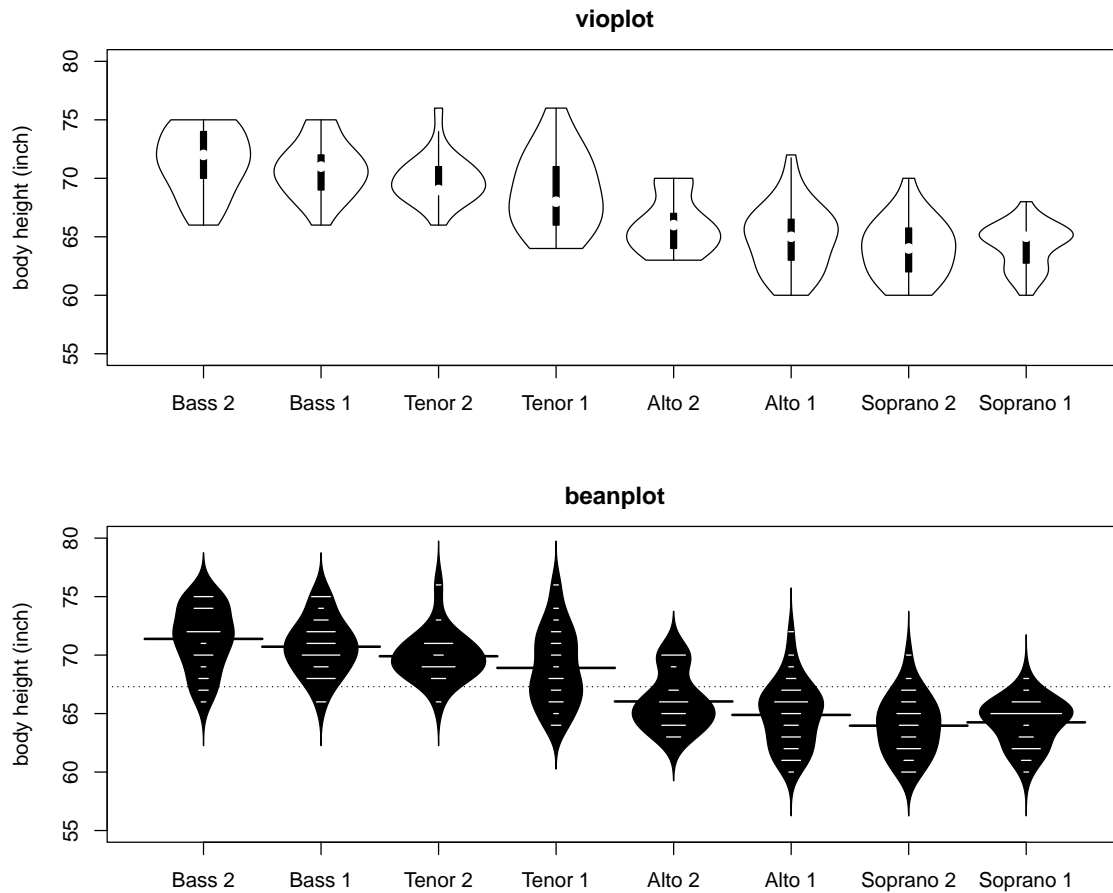 vioplot
80
75
70
65
60
55
body height (inch)
Bass 2 Bass 1 Tenor 2 Tenor 1 Alto 2 Alto 1 Soprano 2 Soprano 1
beanplot
80
75
70
65
60
55
body height (inch)
Bass 2 Bass 1 Tenor 2 Tenor 1 Alto 2 Alto 1 Soprano 2 Soprano 1